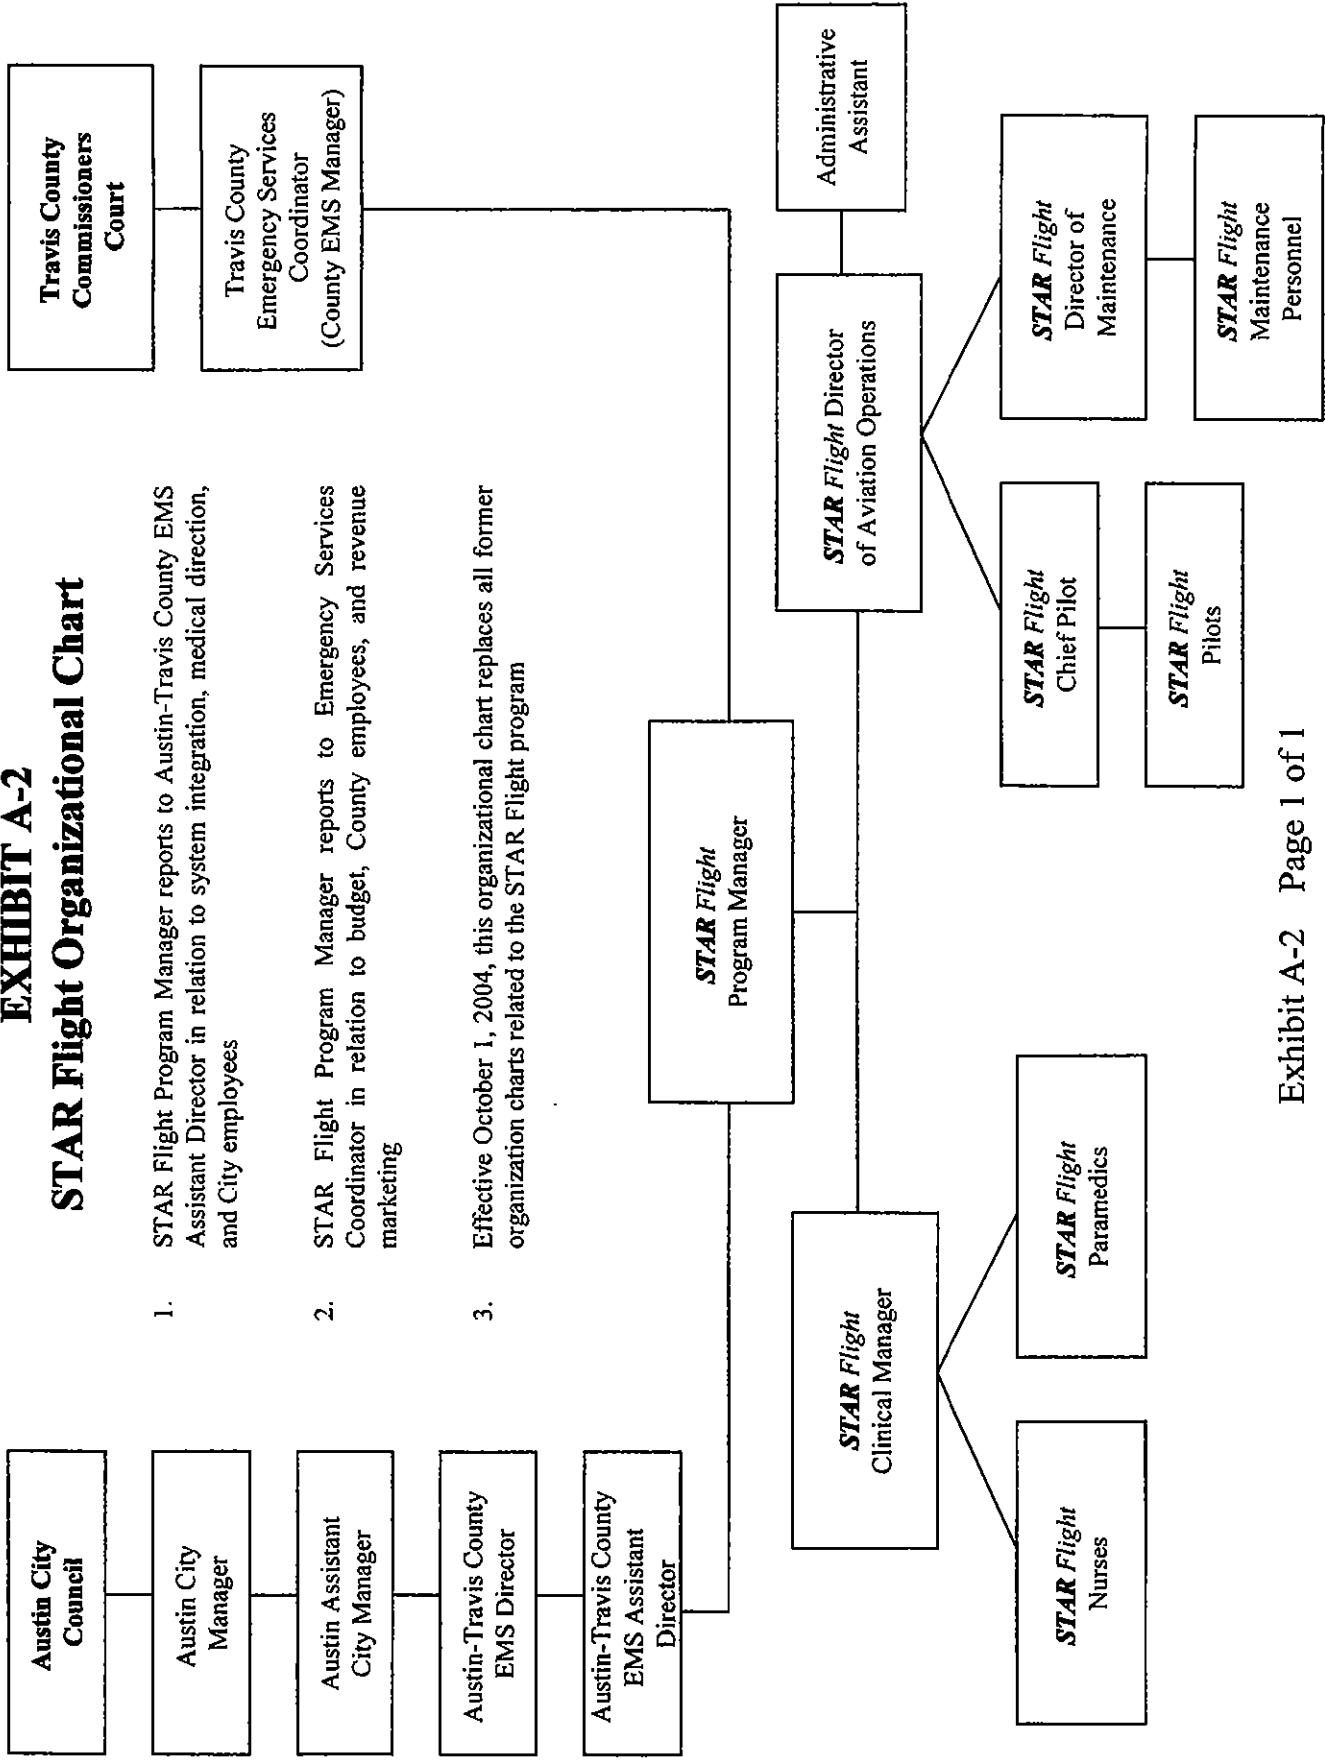 EXHIBIT A-2
STAR Flight Organizational Chart
Austin City
Council
Austin City
Manager
Austin Assistant
City Manager
Austin-Travis County
EMS Director
Austin-Travis County
EMS Assistant
Director
1. STAR Flight Program Manager reports to Austin-Travis County EMS
Assistant Director in relation to system integration, medical direction,
and City employees
2. STAR Flight Program Manager reports to Emergency Services
Coordinator in relation to budget, County employees, and revenue
marketing
3. Effective October 1, 2004, this organizational chart replaces all former
organization charts related to the STAR Flight program
Travis County
Commissioners
Court
Travis County
Emergency Services
Coordinator
(County EMS Manager)
STAR Flight
Program Manager
STAR Flight
Clinical Manager
STAR Flight Director
of Aviation Operations
Administrative
Assistant
STAR Flight
Nurses
STAR Flight
Paramedics
STAR Flight
Chief Pilot
STAR Flight
Director of
Maintenance
STAR Flight
Pilots
STAR Flight
Maintenance
Personnel
Exhibit A-2 Page 1 of 1